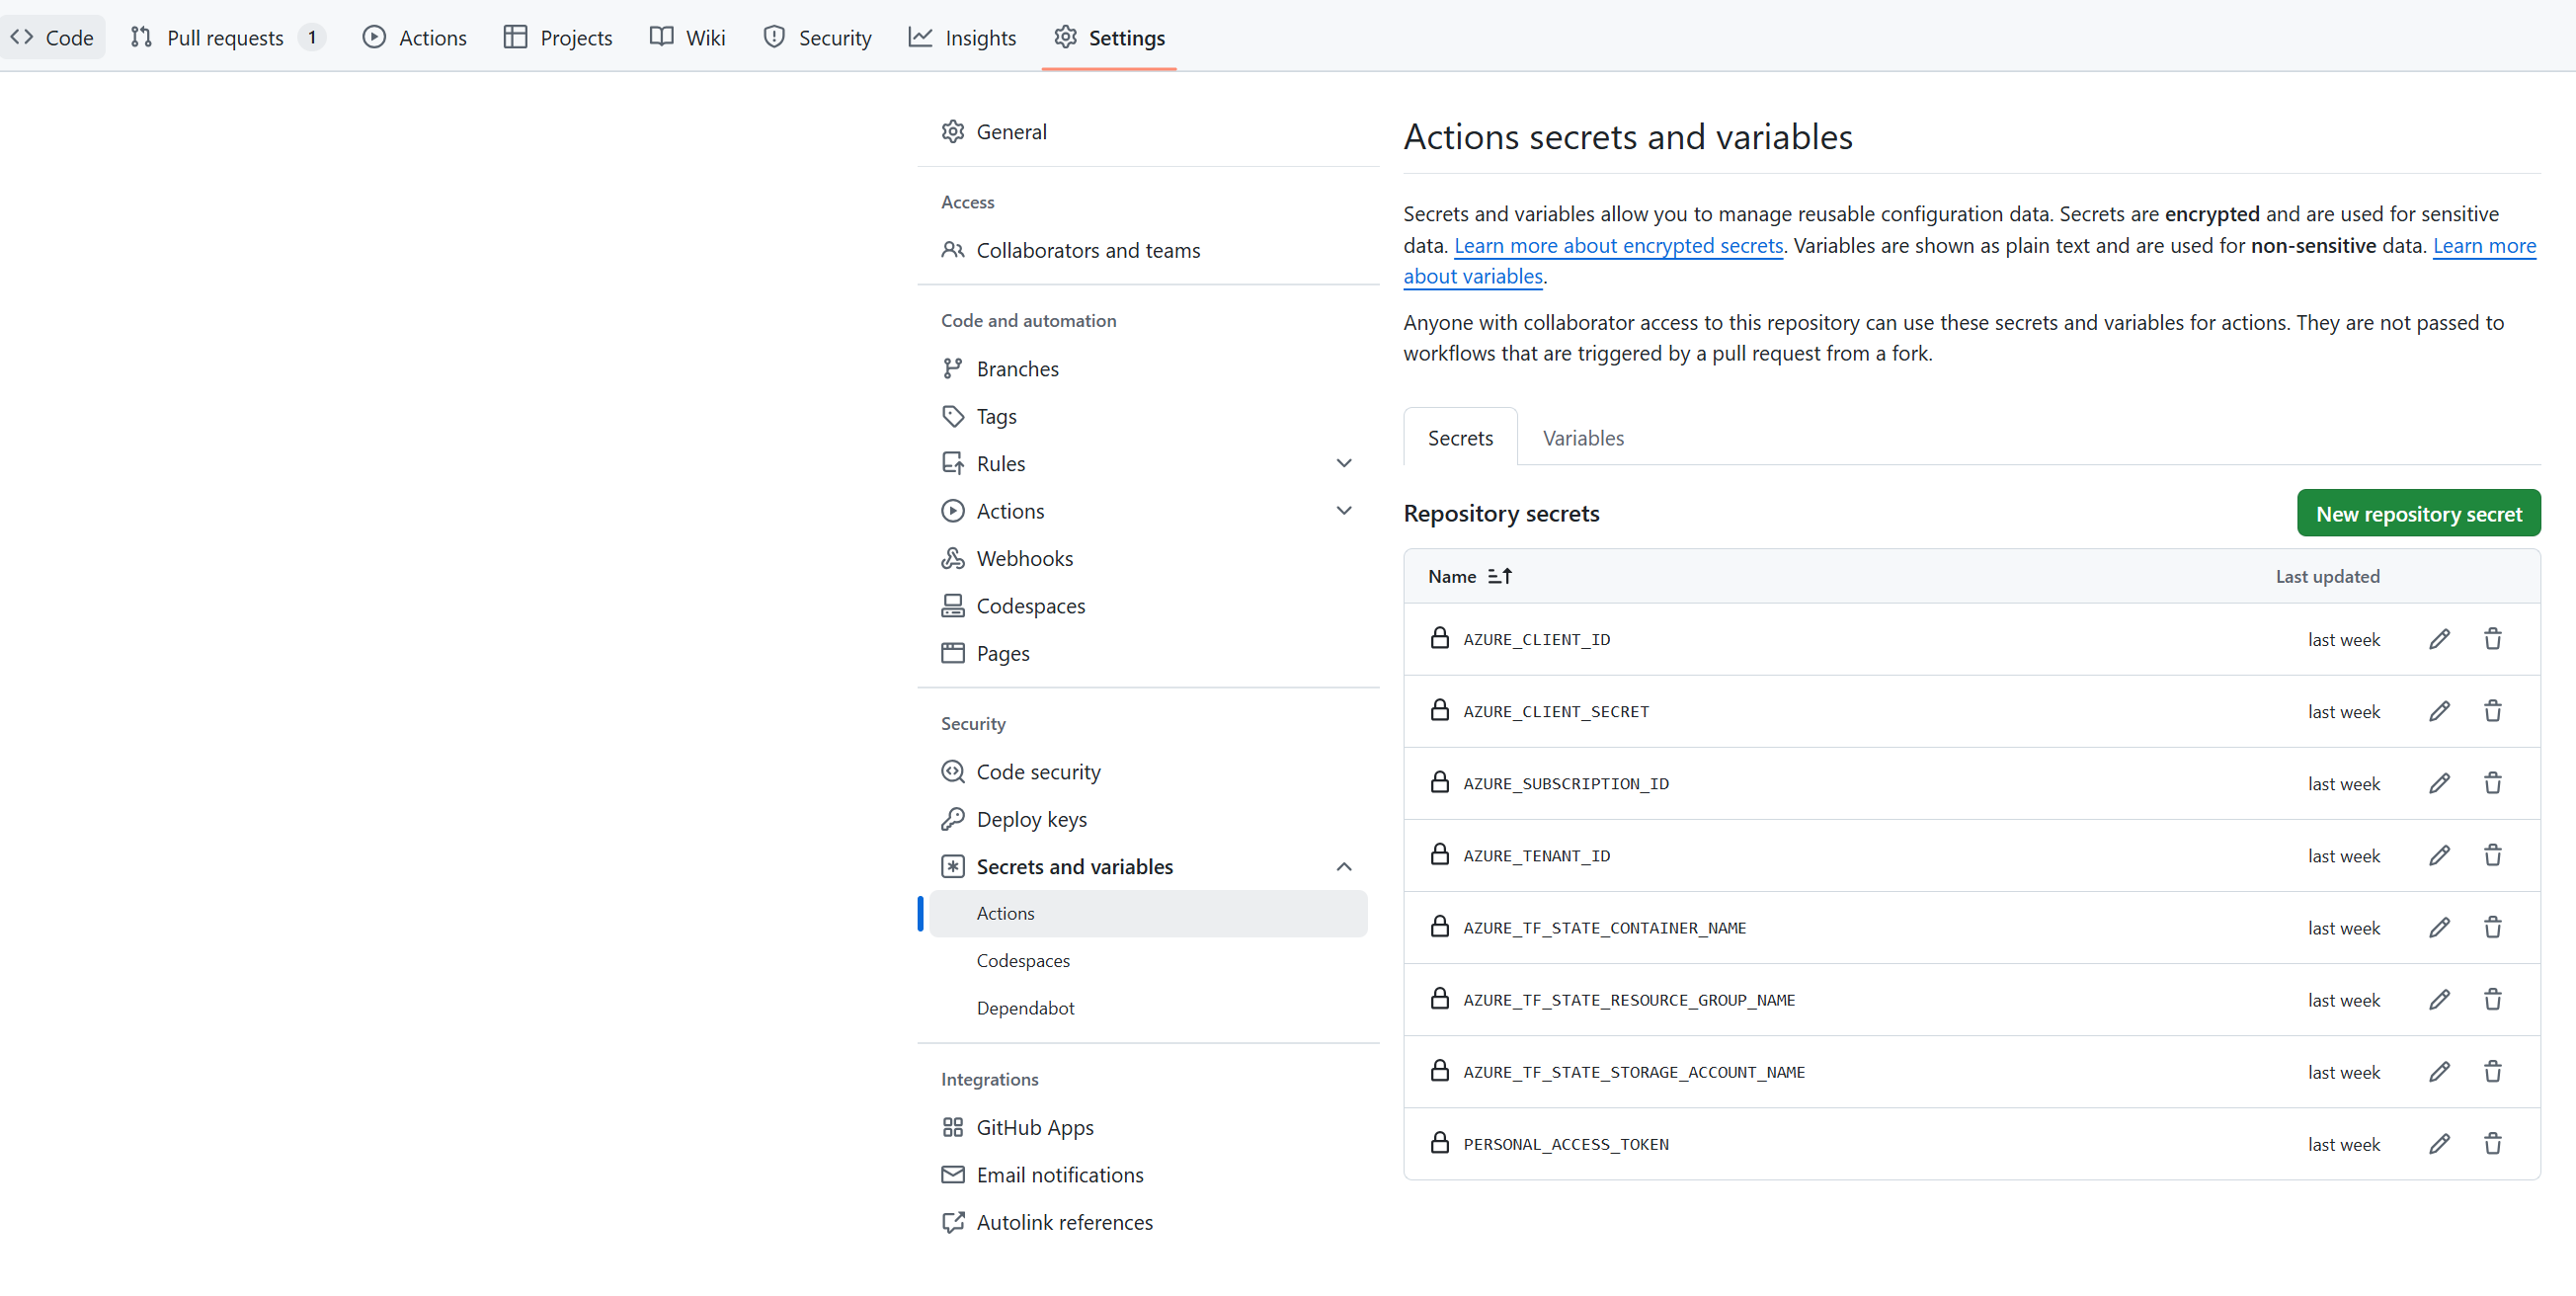 Code
Pull requests 1
Actions
Projects
Wiki
Security
Insights
Settings
General
Access
Collaborators and teams
Code and automation
Branches
Tags
Rules
Actions
Webhooks
Codespaces
Pages
Security
Code security
Deploy keys
Secrets and variables
Actions
Codespaces
Dependabot
Integrations
GitHub Apps
Email notifications
Autolink references
Actions secrets and variables
Secrets and variables allow you to manage reusable configuration data. Secrets are encrypted and are used for sensitive
data. Learn more about encrypted secrets. Variables are shown as plain text and are used for non-sensitive data. Learn more
about variables.
Anyone with collaborator access to this repository can use these secrets and variables for actions. They are not passed to
workflows that are triggered by a pull request from a fork.
Secrets
Variables
Repository secrets
New repository secret
Name
Last updated
AZURE_CLIENT_ID last week
AZURE_CLIENT_SECRET last week
AZURE_SUBSCRIPTION_ID last week
AZURE_TENANT_ID last week
AZURE_TF_STATE_CONTAINER_NAME last week
AZURE_TF_STATE_RESOURCE_GROUP_NAME last week
AZURE_TF_STATE_STORAGE_ACCOUNT_NAME last week
PERSONAL_ACCESS_TOKEN last week